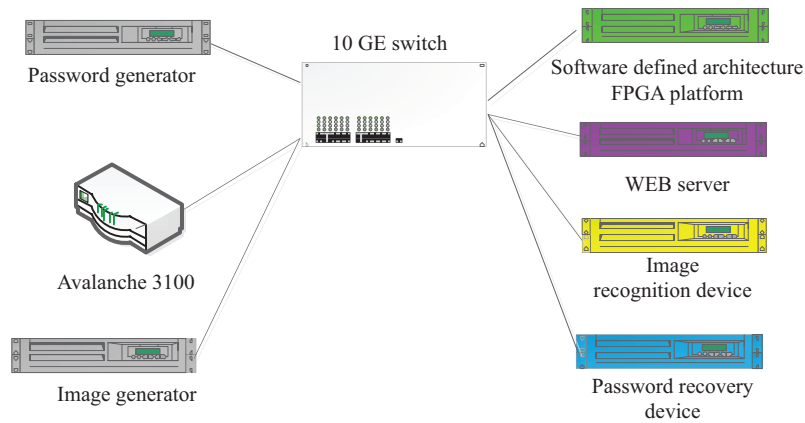 10 GE switch
Password generator
Software defined architecture
FPGA platform
WEB server
Avalanche 3100
Image
recognition device
Image generator
Password recovery
device